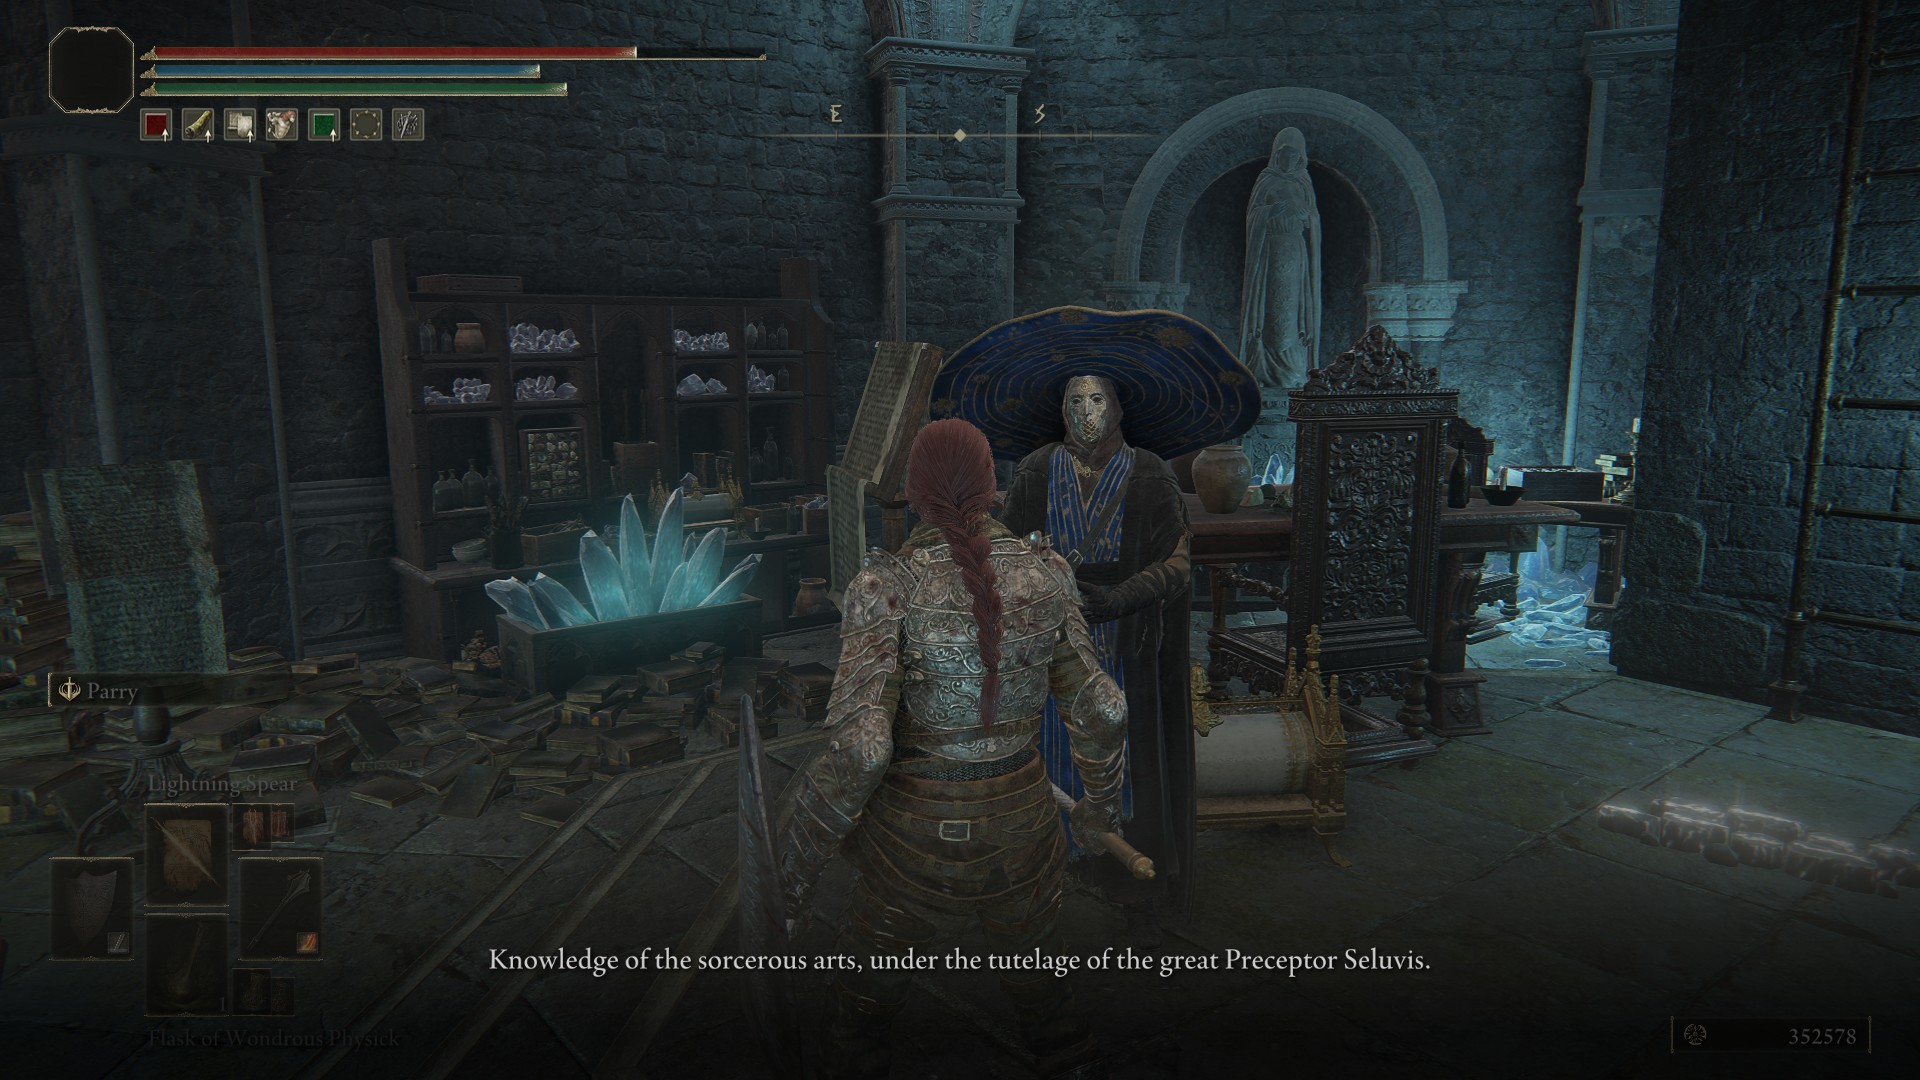 E
S
Parry
Lightning Spear
1
Flask of Wondrous Physick
Knowledge of the sorcerous arts, under the tutelage of the great Preceptor Seluvis.
352578